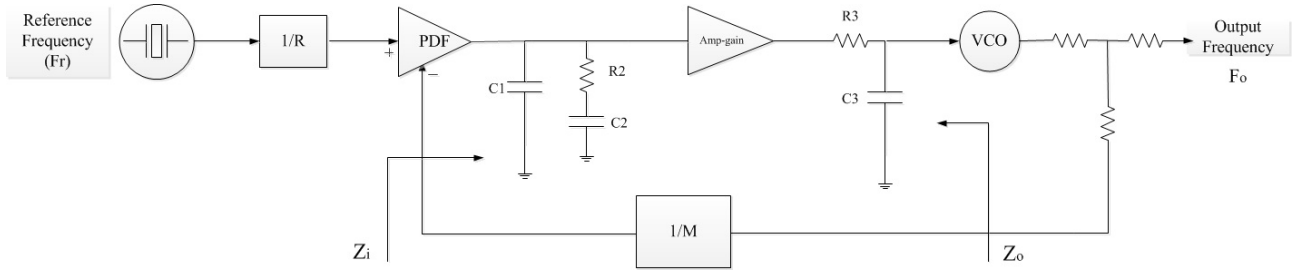 Reference
Frequency
(Fr)
1/R
+
PDF
−
C1
R2
C2
Amp-gain
R3
C3
VCO
Output
Frequency
Fo
Zi
1/M
Zo